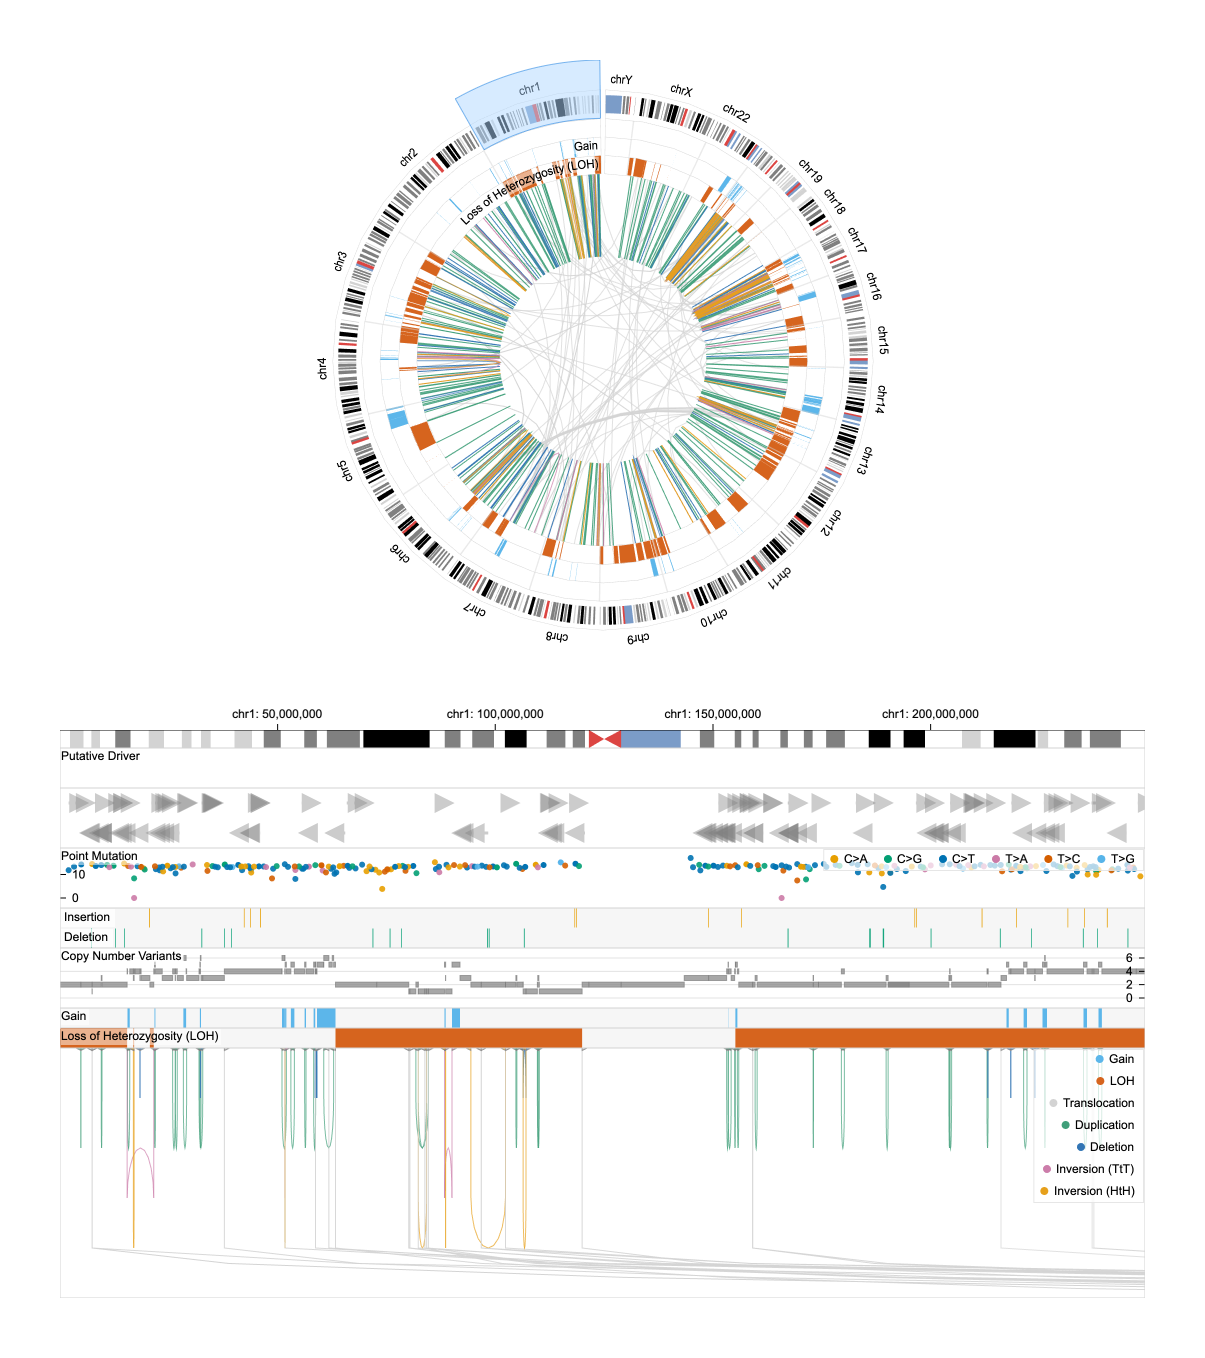 chrY
chrX
chr22
chr19
chr18
chr17
chr16
chr15
chr14
chr13
chr12
chr11
chr10
chr9
chr8
chr7
chr6
chr5
chr4
chr3
chr2
chr1
Gain
Loss of Heterozygosity (LOH)
chr1: 50,000,000
chr1: 100,000,000
chr1: 150,000,000
chr1: 200,000,000
Putative Driver
Point Mutation
C>A C>G C>T T>A T>C T>G
10
0
Insertion
Deletion
Copy Number Variants
6
4
2
0
Gain
Loss of Heterozygosity (LOH)
Gain
LOH
Translocation
Duplication
Deletion
Inversion (TtT)
Inversion (HtH)